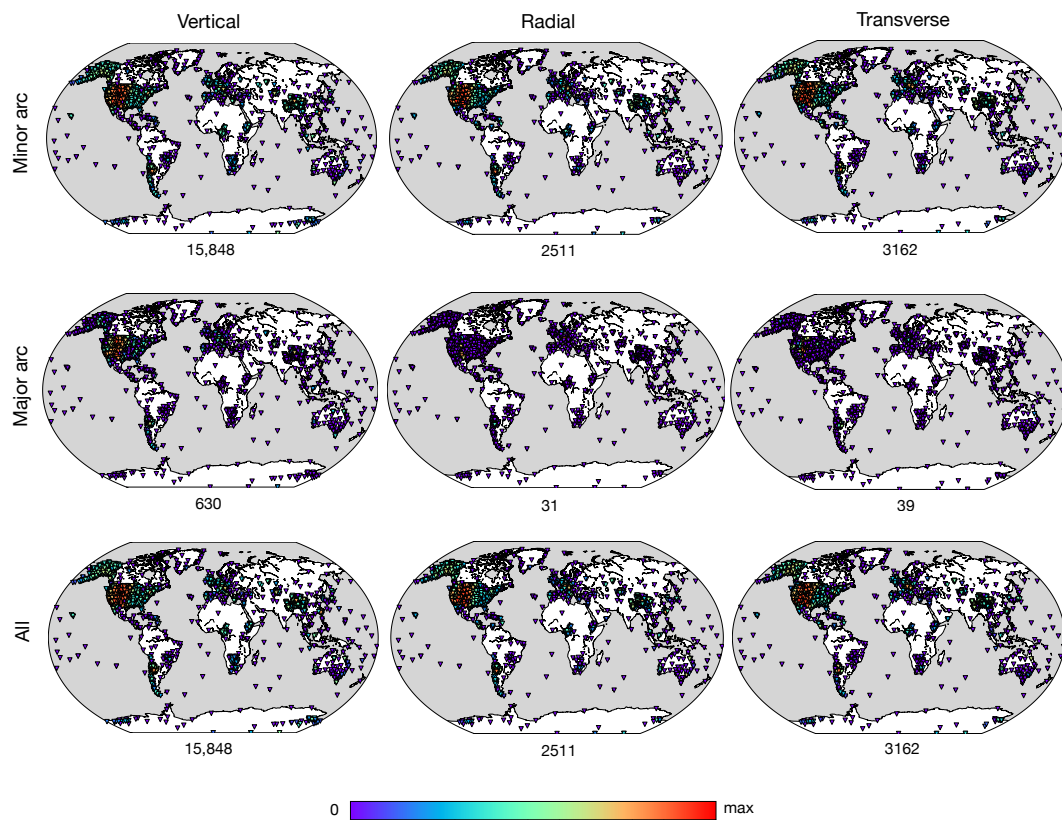 Vertical Radial Transverse
Minor arc
15,848 2511 3162
Major arc
630 31 39
All
15,848 2511 3162
0 max